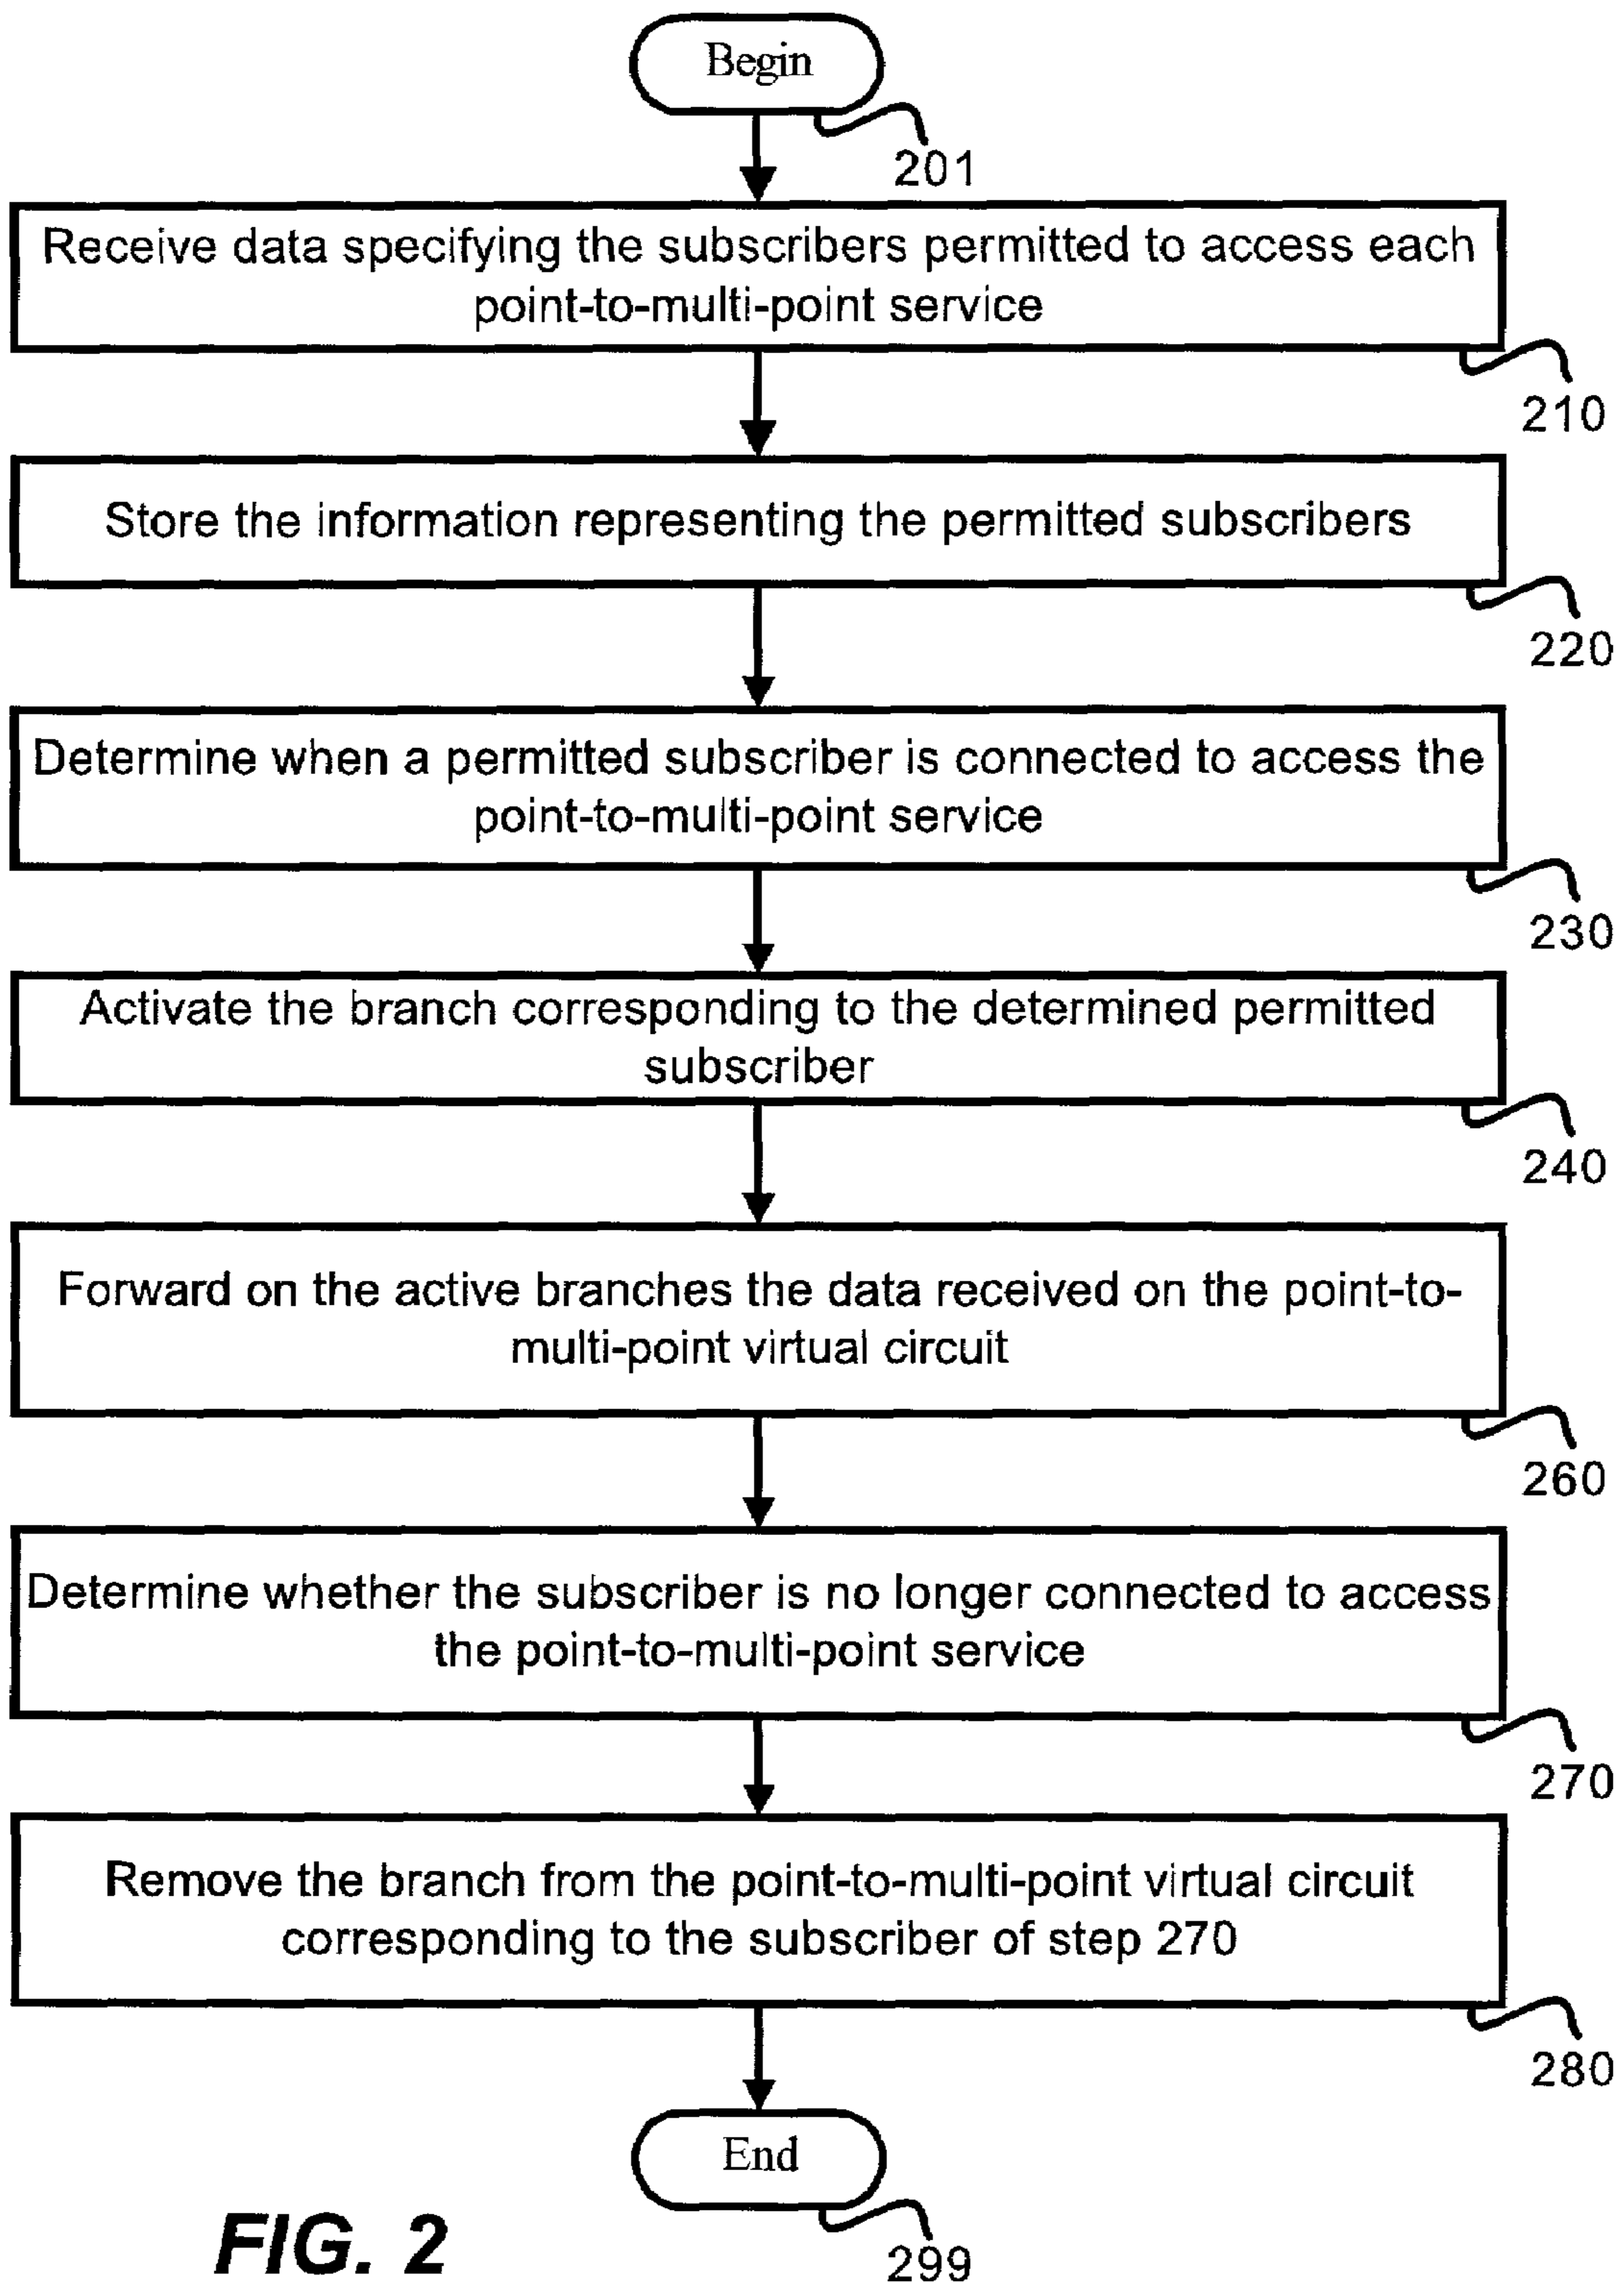 Begin
201
Receive data specifying the subscribers permitted to access each
point-to-multi-point service
210
Store the information representing the permitted subscribers
220
Determine when a permitted subscriber is connected to access the
point-to-multi-point service
230
Activate the branch corresponding to the determined permitted
subscriber
240
Forward on the active branches the data received on the point-to-
multi-point virtual circuit
260
Determine whether the subscriber is no longer connected to access
the point-to-multi-point service
270
Remove the branch from the point-to-multi-point virtual circuit
corresponding to the subscriber of step 270
280
End
299
FIG. 2